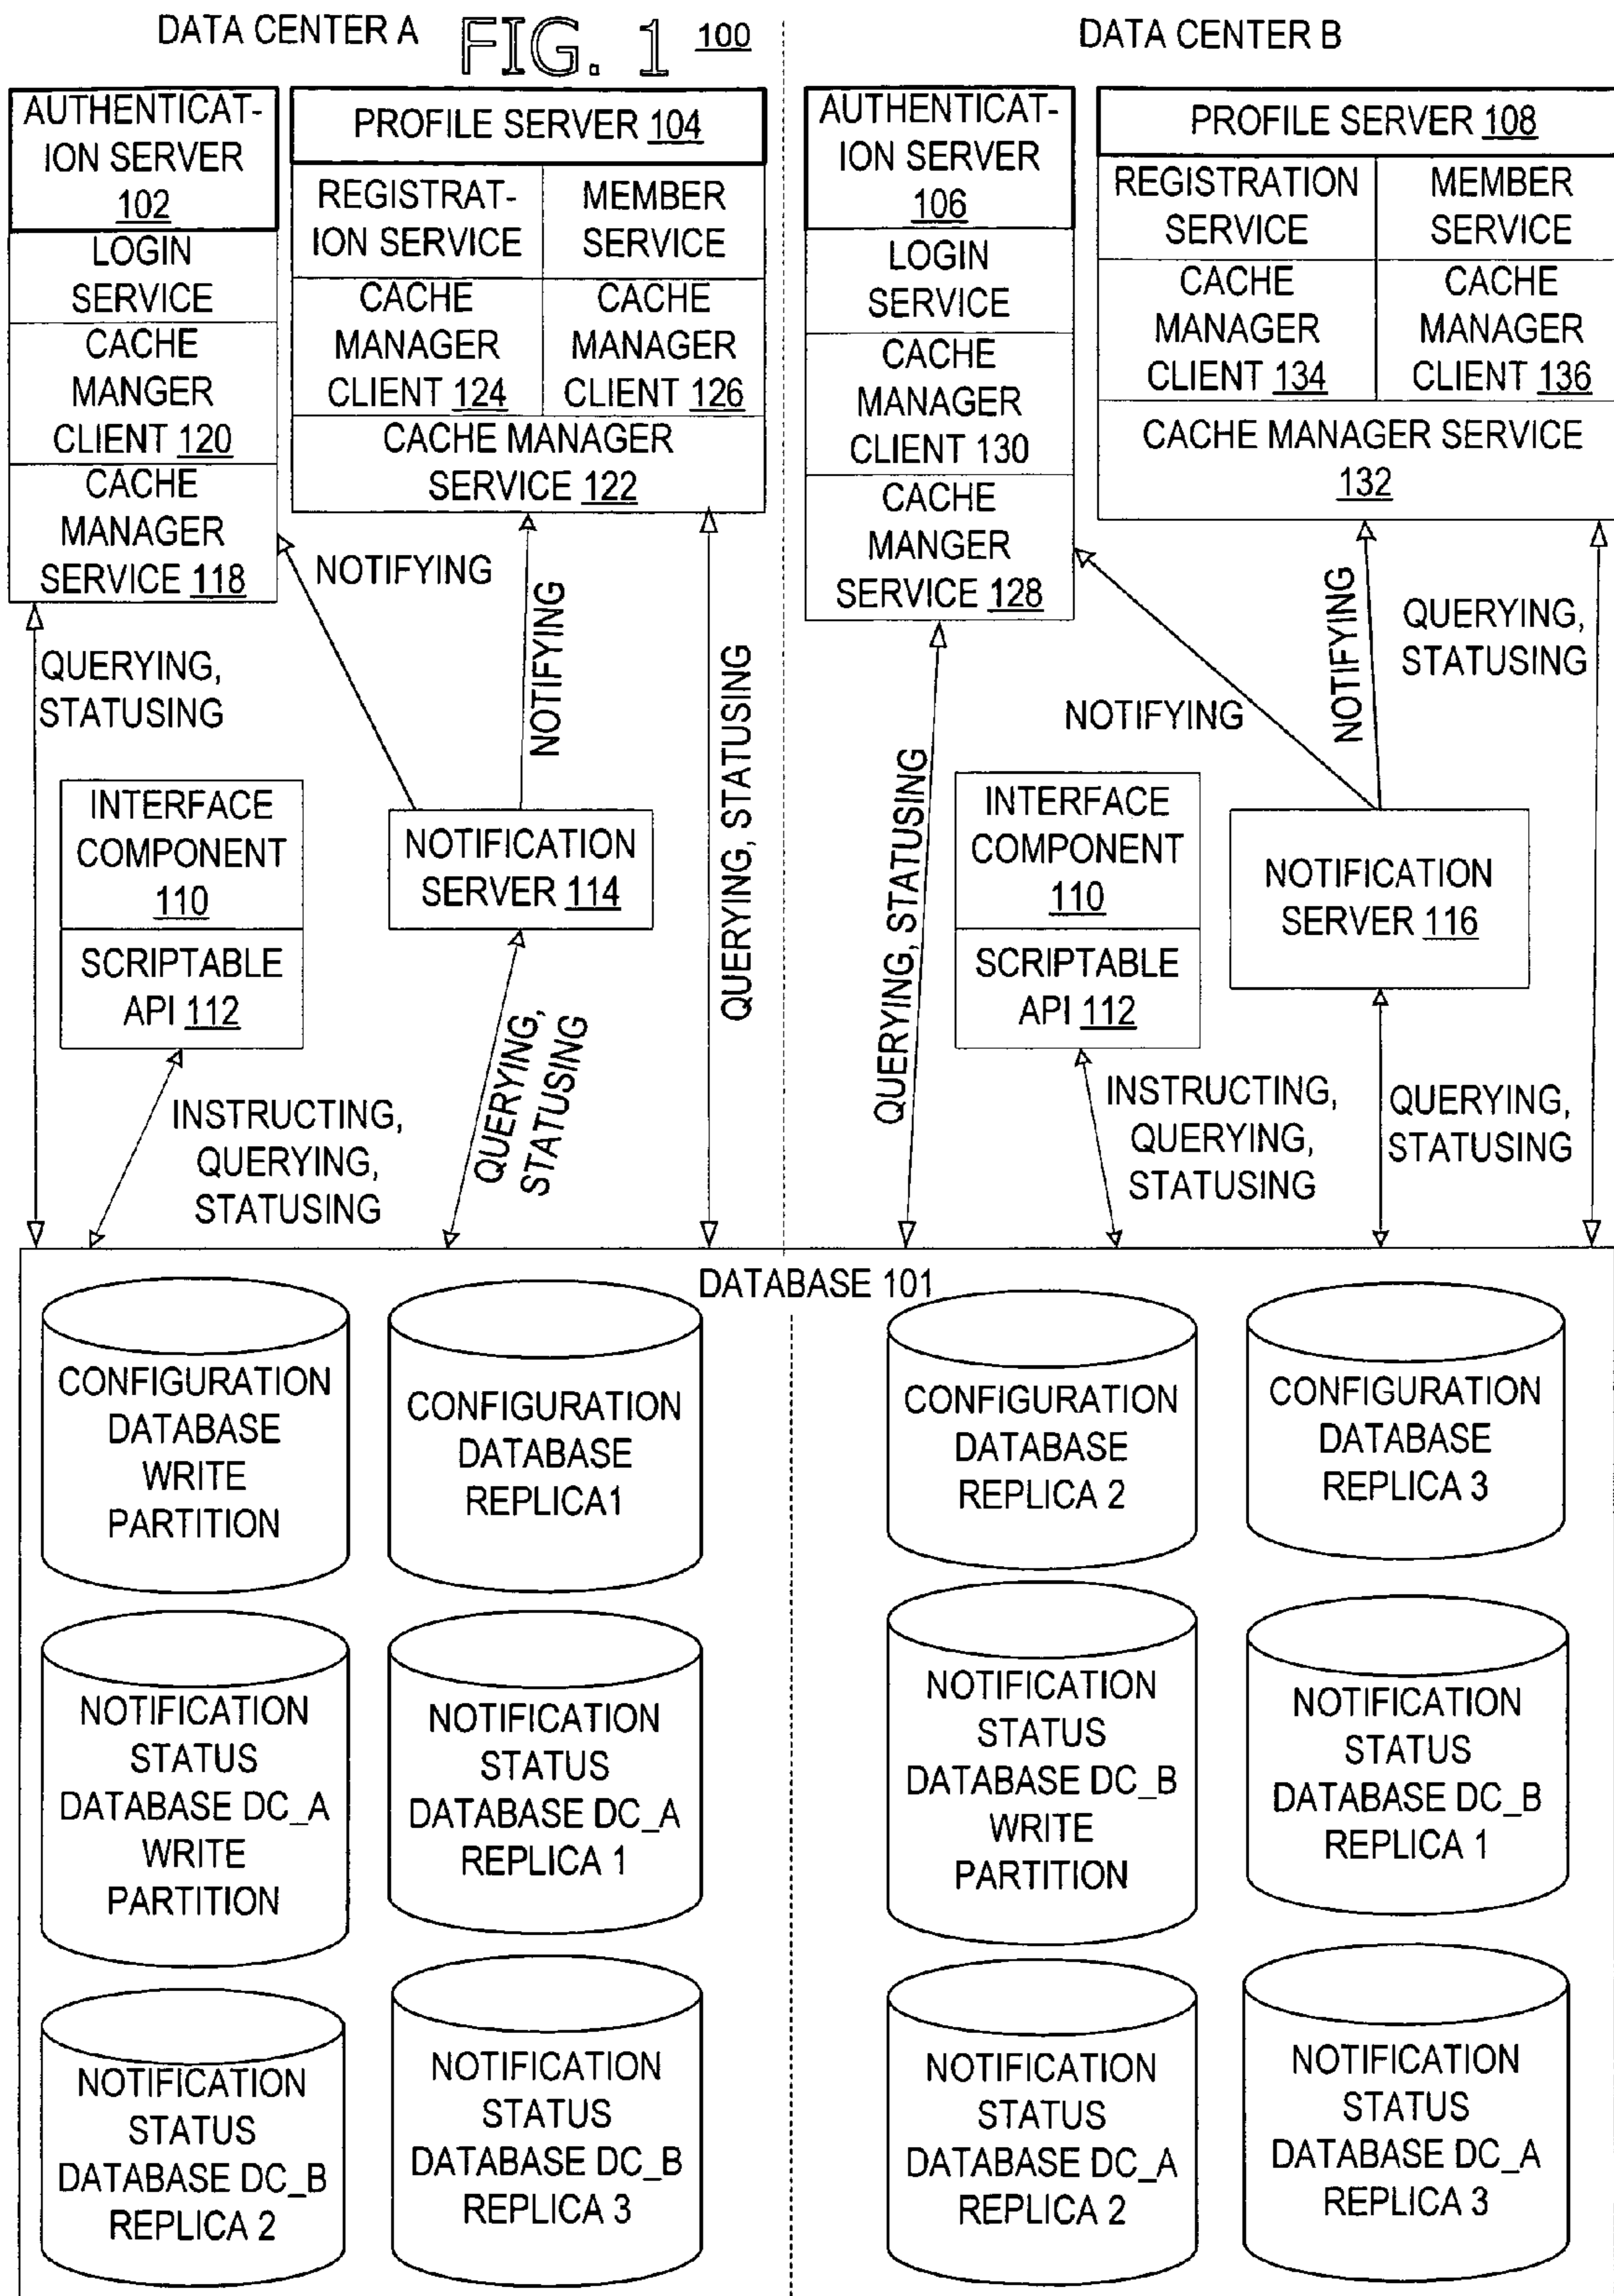 DATA CENTER A
FIG. 1
100
DATA CENTER B
AUTHENTICAT-
ION SERVER
102
LOGIN
SERVICE
CACHE
MANGER
CLIENT 120
CACHE
MANAGER
SERVICE 118
PROFILE SERVER 104
REGISTRAT-
ION SERVICE
MEMBER
SERVICE
CACHE
MANAGER
CLIENT 124
CACHE
MANAGER
CLIENT 126
CACHE MANAGER
SERVICE 122
AUTHENTICAT-
ION SERVER
106
LOGIN
SERVICE
CACHE
MANAGER
CLIENT 130
CACHE
MANGER
SERVICE 128
PROFILE SERVER 108
REGISTRATION
SERVICE
MEMBER
SERVICE
CACHE
MANAGER
CLIENT 134
CACHE
MANAGER
CLIENT 136
CACHE MANAGER SERVICE
132
NOTIFYING
NOTIFYING
QUERYING,
STATUSING
QUERYING, STATUSING
INTERFACE
COMPONENT
110
SCRIPTABLE
API 112
NOTIFICATION
SERVER 114
INSTRUCTING,
QUERYING,
STATUSING
QUERYING,
STATUSING
NOTIFYING
NOTIFYING
QUERYING,
STATUSING
QUERYING, STATUSING
INTERFACE
COMPONENT
110
SCRIPTABLE
API 112
NOTIFICATION
SERVER 116
INSTRUCTING,
QUERYING,
STATUSING
QUERYING,
STATUSING
DATABASE 101
CONFIGURATION
DATABASE
WRITE
PARTITION
CONFIGURATION
DATABASE
REPLICA1
CONFIGURATION
DATABASE
REPLICA 2
CONFIGURATION
DATABASE
REPLICA 3
NOTIFICATION
STATUS
DATABASE DC_A
WRITE
PARTITION
NOTIFICATION
STATUS
DATABASE DC_A
REPLICA 1
NOTIFICATION
STATUS
DATABASE DC_B
WRITE
PARTITION
NOTIFICATION
STATUS
DATABASE DC_B
REPLICA 1
NOTIFICATION
STATUS
DATABASE DC_B
REPLICA 2
NOTIFICATION
STATUS
DATABASE DC_B
REPLICA 3
NOTIFICATION
STATUS
DATABASE DC_A
REPLICA 2
NOTIFICATION
STATUS
DATABASE DC_A
REPLICA 3